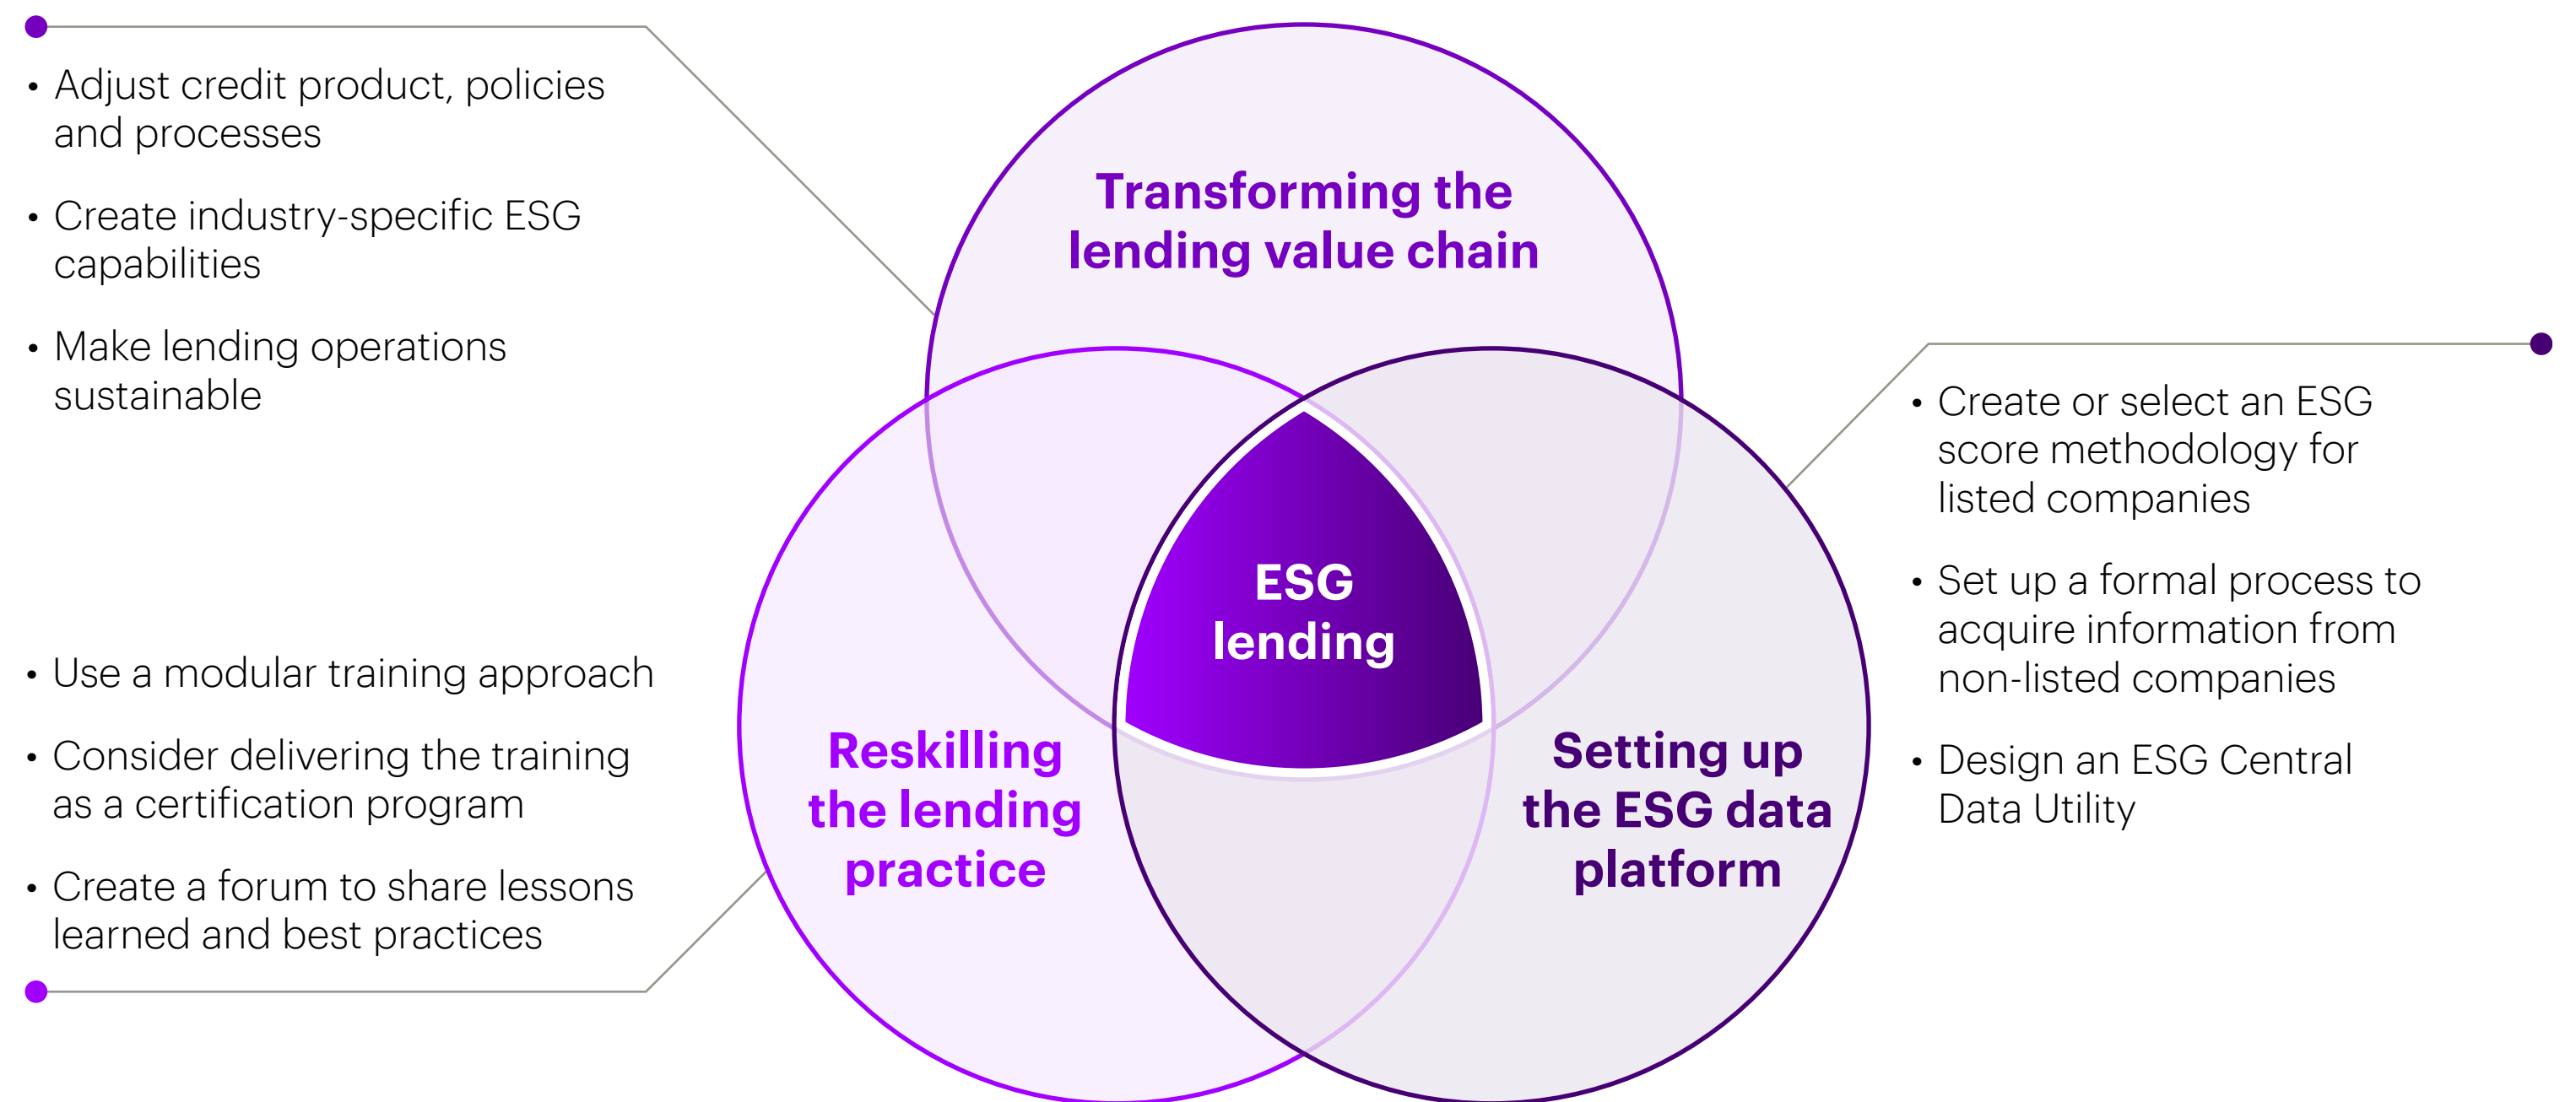 • Adjust credit product, policies
and processes
• Create industry-specific ESG
capabilities
• Make lending operations
sustainable
Transforming the
lending value chain
• Create or select an ESG
score methodology for
listed companies
• Set up a formal process to
acquire information from
non-listed companies
• Design an ESG Central
Data Utility
ESG
lending
• Use a modular training approach
• Consider delivering the training
as a certification program
• Create a forum to share lessons
learned and best practices
Reskilling
the lending
practice
Setting up
the ESG data
platform